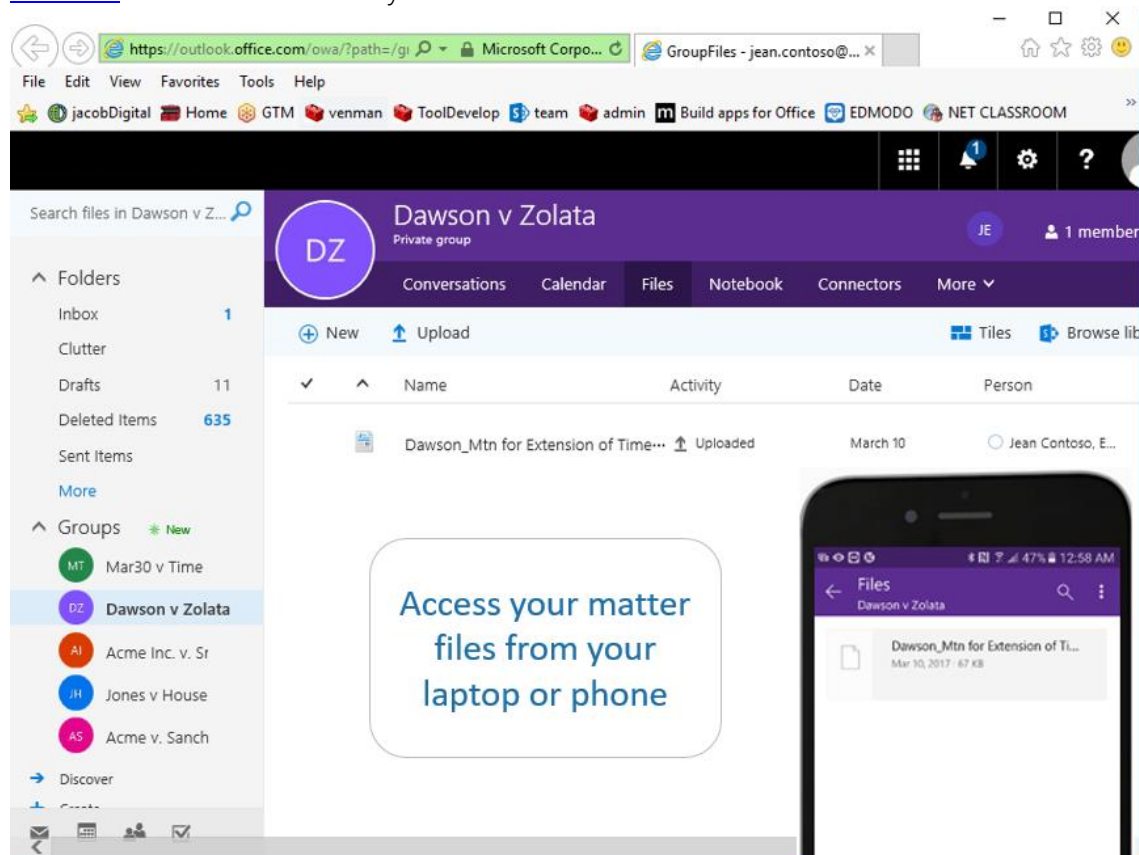 https://outlook.office.com/owa/?path=/gi Microsoft Corpo... GroupFiles - jean.contoso@... ×
File Edit View Favorites Tools Help
jacobDigital Home GTM venman ToolDevelop team admin Build apps for Office EDMODO NET CLASSROOM »
1 ?
Search files in Dawson v Z...
DZ
Dawson v Zolata
Private group
JE
1 member
Conversations Calendar Files Notebook Connectors More
New Upload Tiles Browse lib
Folders
Inbox 1
Clutter
Drafts 11
Deleted Items 635
Sent Items
More
Groups New
MT Mar30 v Time
DZ Dawson v Zolata
AI Acme Inc. v. Sr
JH Jones v House
AS Acme v. Sanch
Discover
Name Activity Date Person
Dawson_Mtn for Extension of Time... Uploaded March 10 Jean Contoso, E...
Access your matter
files from your
laptop or phone
47% 12:58 AM
Files
Dawson v Zolata
Dawson_Mtn for Extension of Ti...
Mar 10, 2017 · 67 KB